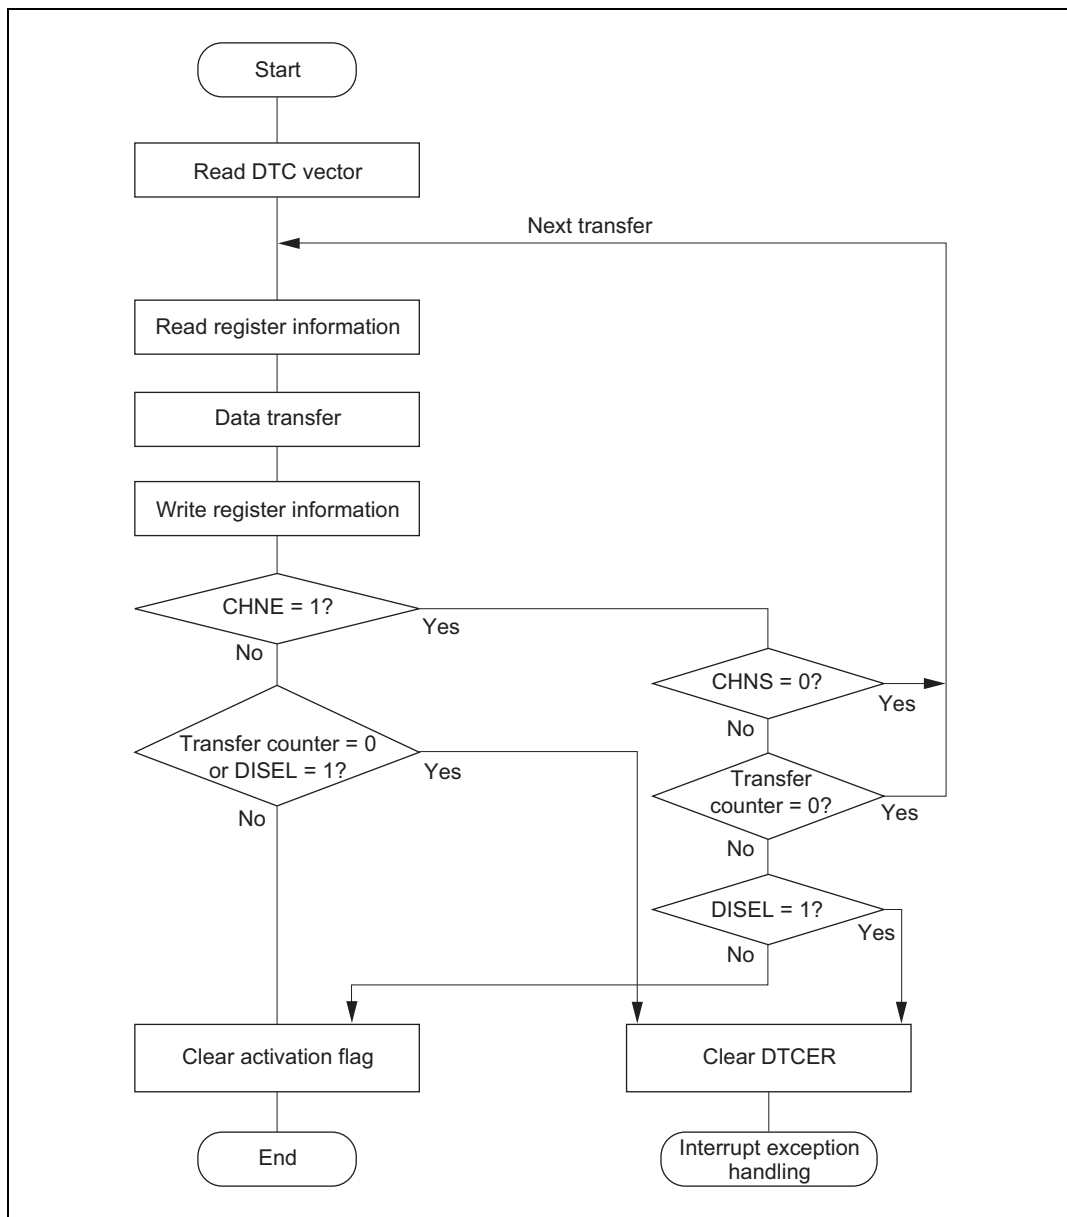 Start
Read DTC vector
Next transfer
Read register information
Data transfer
Write register information
CHNE = 1?
Yes
No
CHNS = 0?
Yes
No
Transfer counter = 0
or DISEL = 1?
Yes
No
Transfer
counter = 0?
Yes
No
DISEL = 1?
Yes
No
Clear activation flag
Clear DTCER
End
Interrupt exception
handling